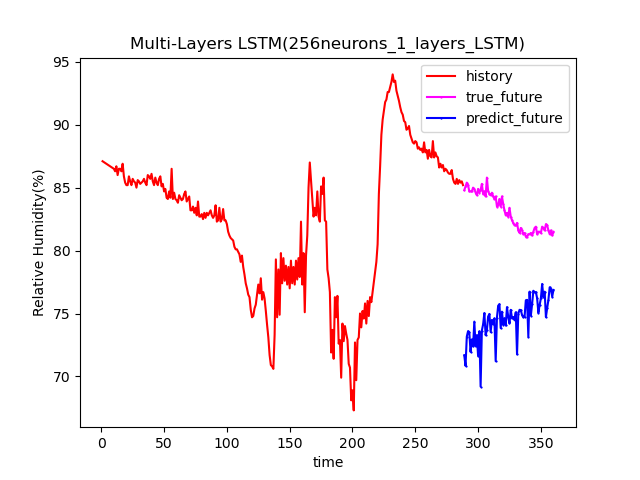 Multi-Layers LSTM(256neurons_1_layers_LSTM)
history
true_future
predict_future
Relative Humidity(%)
95
90
85
80
75
70
0 50 100 150 200 250 300 350
time